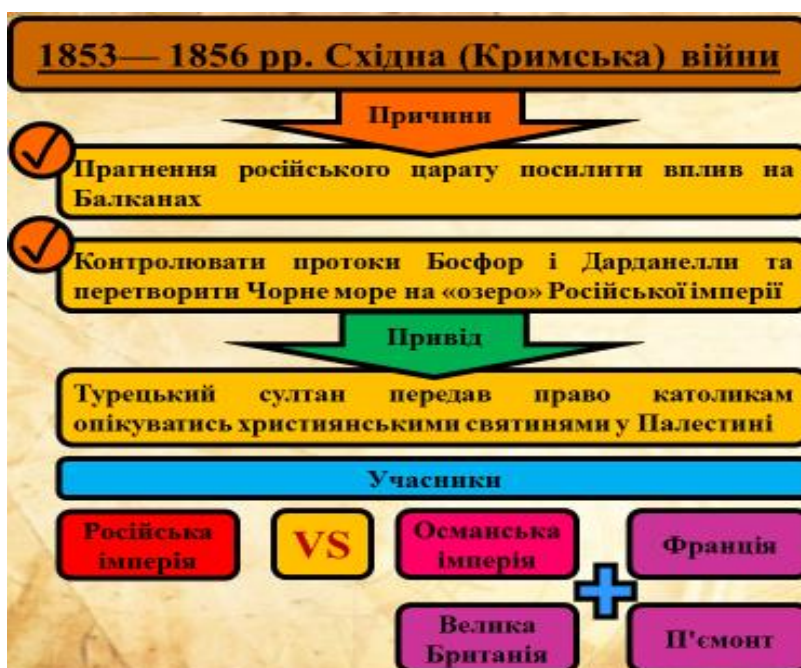 1853— 1856 рр. Східна (Кримська) війни
Причини
Прагнення російського царату посилити вплив на
Балканах
Контролювати протоки Босфор і Дарданелли та
перетворити Чорне море на «озеро» Російської імперії
Привід
Турецький султан передав право католикам
опікуватись християнськими святинями у Палестині
Учасники
Російська
імперія
VS
Османська
імперія
Франція
Велика
Британія
П'ємонт